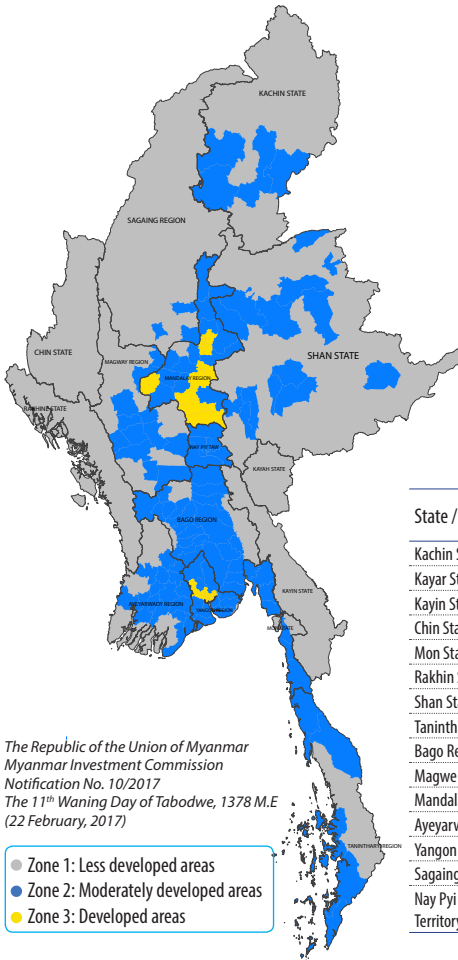 KACHIN STATE
SAGAING REGION
SHAN STATE
CHIN STATE
MAGWAY REGION
MANDALAY REGION
RAKHINE STATE
NAY PYI TAW
KAYAH STATE
BAGO REGION
KAYIN STATE
AYEYARWADY REGION
YANGON REGION
MON STATE
TANINTHARYI REGION
State /
Kachin S
Kayar St
Kayin St
Chin Sta
Mon Sta
Rakhin S
Shan St
Taninth
Bago Re
Magwe
Mandal
Ayeyarv
Yangon
Sagaing
Nay Pyi
Territory
The Republic of the Union of Myanmar
Myanmar Investment Commission
Notification No. 10/2017
The 11th Waning Day of Tabodwe, 1378 M.E
(22 February, 2017)
Zone 1: Less developed areas
Zone 2: Moderately developed areas
Zone 3: Developed areas